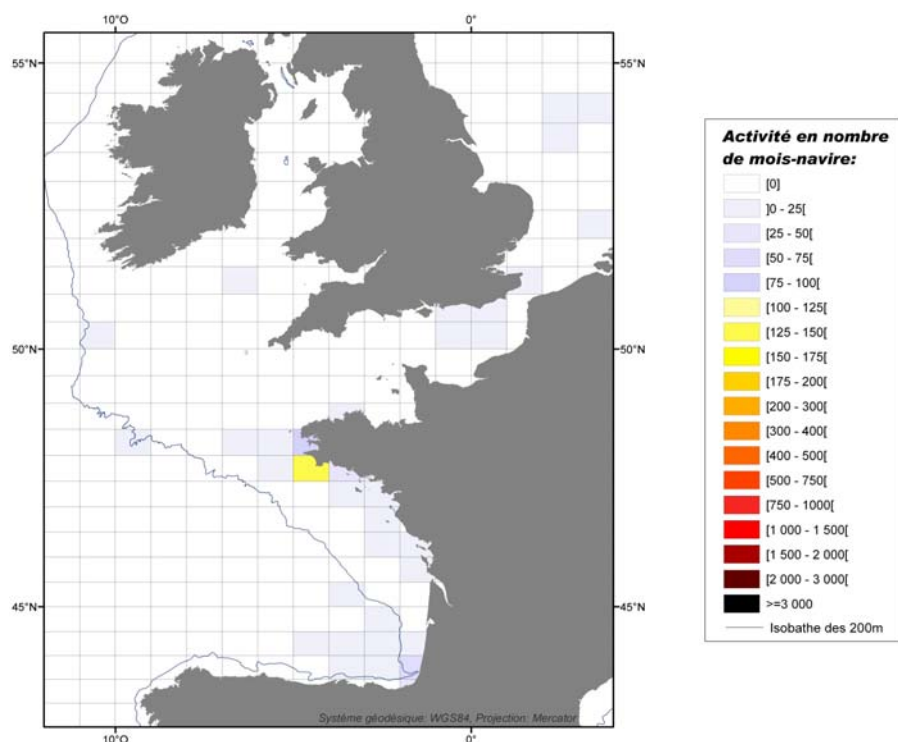 10°O 0°
55°N 55°N
50°N 50°N
45°N 45°N
10°O 0°
Système géodésique: WGS84, Projection: Mercator
Activité en nombre
de mois-navire:
[0]
]0 - 25[
[25 - 50[
[50 - 75[
[75 - 100[
[100 - 125[
[125 - 150[
[150 - 175[
[175 - 200[
[200 - 300[
[300 - 400[
[400 - 500[
[500 - 750[
[750 - 1000[
[1 000 - 1 500[
[1 500 - 2 000[
[2 000 - 3 000[
>=3 000
Isobathe des 200m